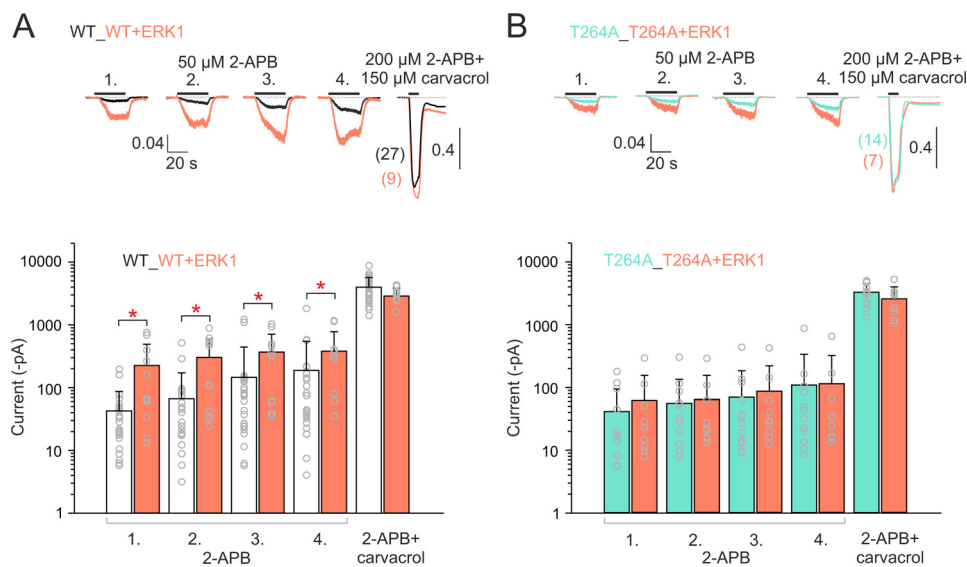 A
WT_WT+ERK1
50 µM 2-APB
200 µM 2-APB+
150 µM carvacrol
1. 2. 3. 4.
0.04
20 s
(27)
(9)
0.4
B
T264A_T264A+ERK1
50 µM 2-APB
200 µM 2-APB+
150 µM carvacrol
1. 2. 3. 4.
0.04
20 s
(14)
(7)
0.4
WT_WT+ERK1
Current (-pA)
10000
1000
100
10
1
* * * *
1. 2. 3. 4. 2-APB+
2-APB carvacrol
T264A_T264A+ERK1
Current (-pA)
10000
1000
100
10
1
1. 2. 3. 4. 2-APB+
2-APB carvacrol